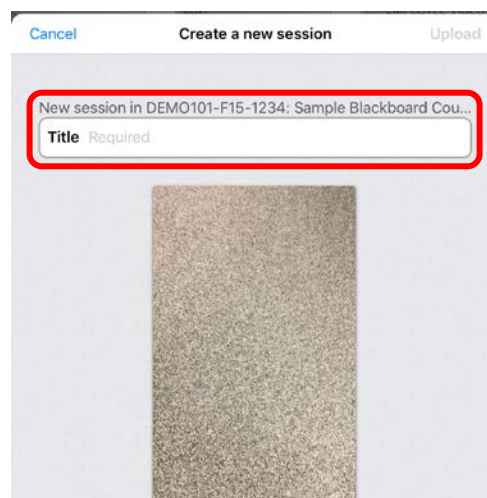 Cancel Create a new session Upload
New session in DEMO101-F15-1234: Sample Blackboard Cou...
Title Required